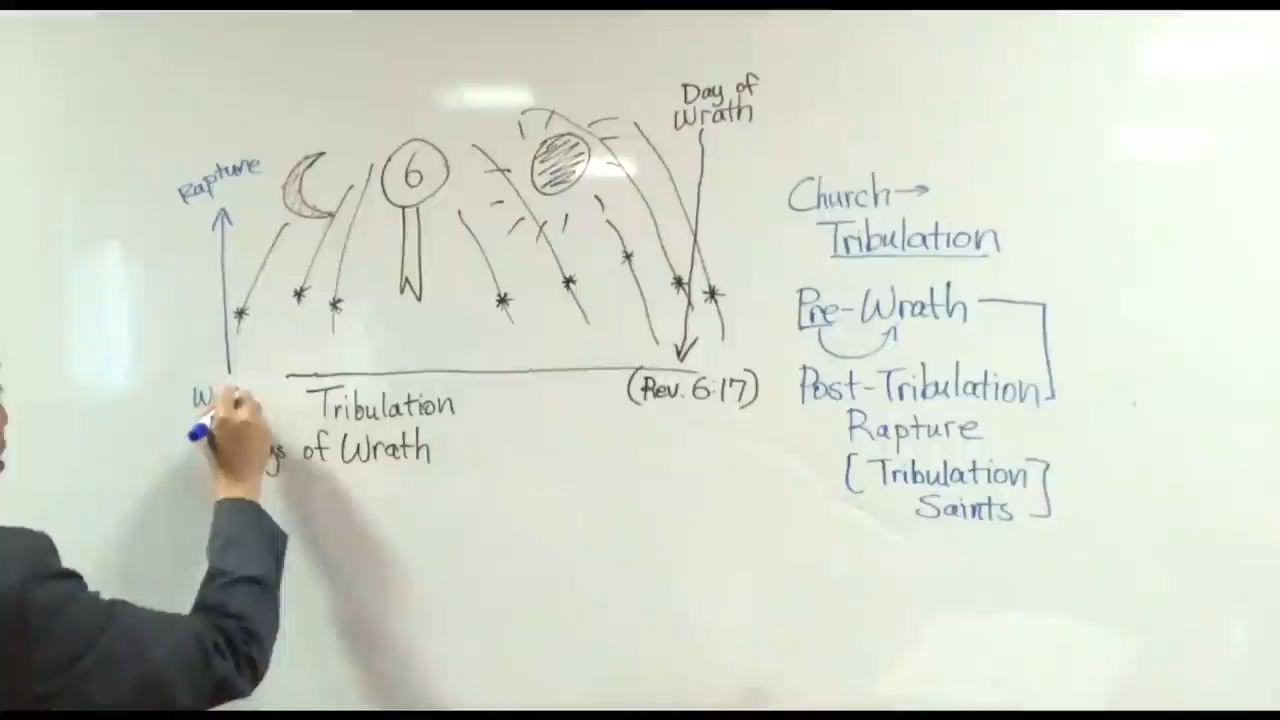 Day of
Wrath
Rapture
6
(Rev. 6:17)
Tribulation
of Wrath
Church→
Tribulation
Pre-Wrath
Post-Tribulation
Rapture
[Tribulation
Saints]